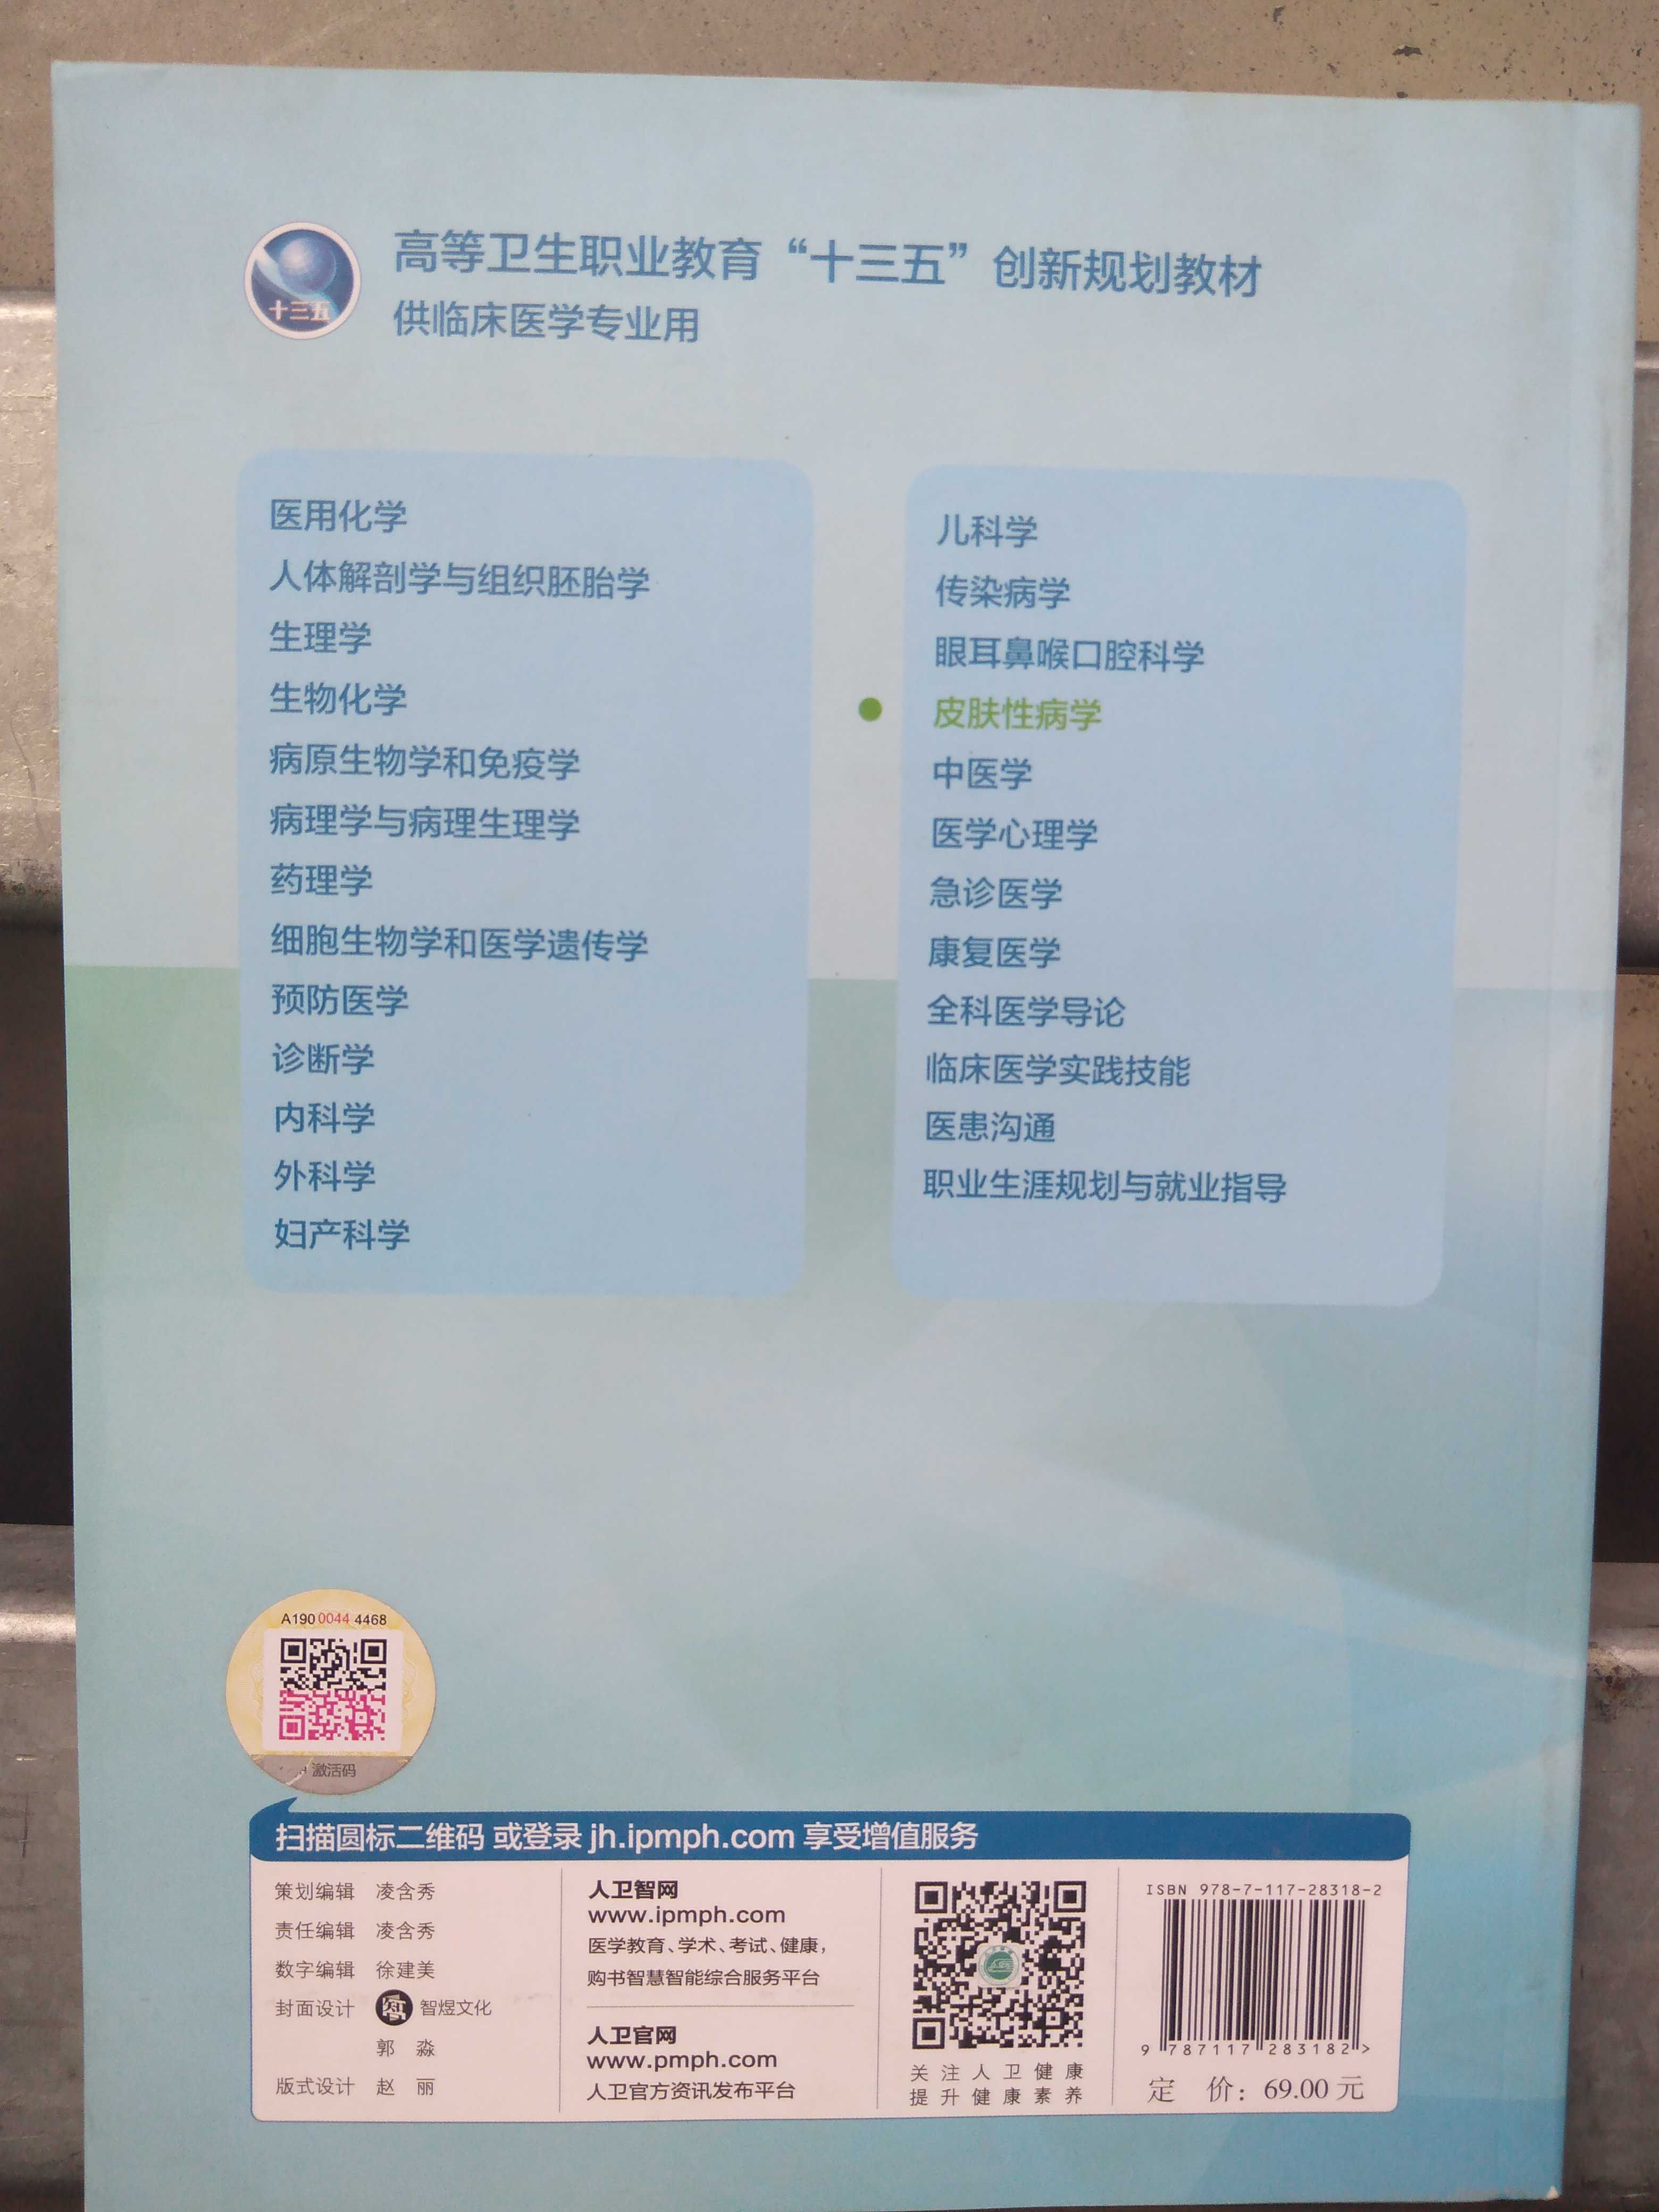 十三五
高等卫生职业教育“十三五”创新规划教材
供临床医学专业用
医用化学
人体解剖学与组织胚胎学
生理学
生物化学
病原生物学和免疫学
病理学与病理生理学
药理学
细胞生物学和医学遗传学
预防医学
诊断学
内科学
外科学
妇产科学
儿科学
传染病学
眼耳鼻喉口腔科学
皮肤性病学
中医学
医学心理学
急诊医学
康复医学
全科医学导论
临床医学实践技能
医患沟通
职业生涯规划与就业指导
A190 0044 4468
激活码
扫描圆标二维码 或登录 jh.ipmph.com 享受增值服务
策划编辑 凌含秀
责任编辑 凌含秀
数字编辑 徐建美
封面设计 智煜文化
郭 淼
版式设计 赵 丽
人卫智网
www.ipmph.com
医学教育、学术、考试、健康，
购书智慧智能综合服务平台
人卫官网
www.pmph.com
人卫官方资讯发布平台
关注人卫健康
提升健康素养
ISBN 978-7-117-28318-2
9 787117 283182 >
定 价：69.00 元